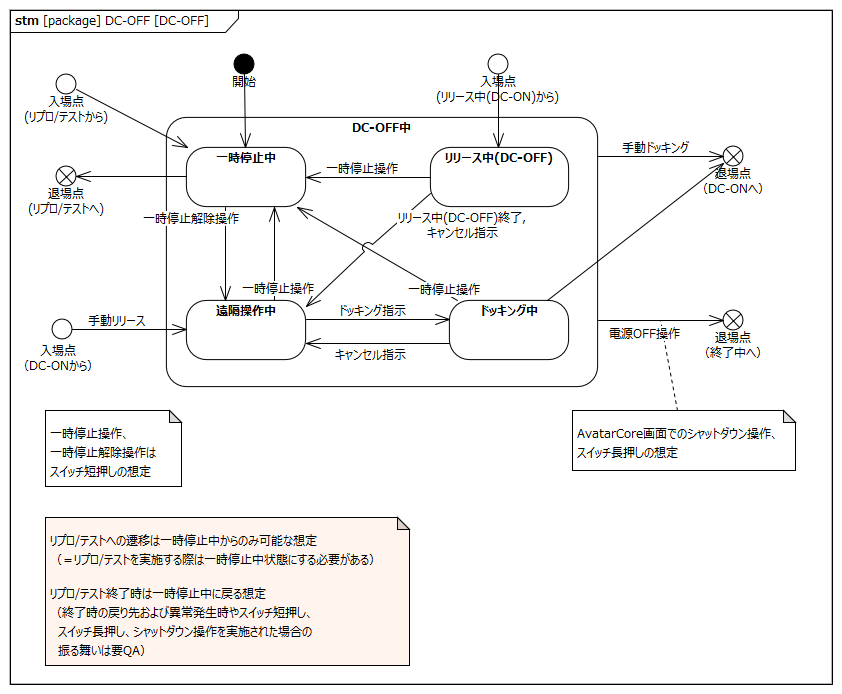 stm [package] DC-OFF [DC-OFF]
開始
入場点
(リリース中(DC-ON)から)
入場点
(リプロ/テストから)
DC-OFF中
一時停止中
リリース中(DC-OFF)
一時停止操作
手動ドッキング
退場点
(DC-ONへ)
退場点
(リプロ/テストへ)
一時停止解除操作
リリース中(DC-OFF)終了,
キャンセル指示
一時停止操作
一時停止操作
遠隔操作中
ドッキング指示
ドッキング中
キャンセル指示
手動リリース
入場点
(DC-ONから)
電源OFF操作
退場点
(終了中へ)
一時停止操作、
一時停止解除操作は
スイッチ短押しの想定
AvatarCore画面でのシャットダウン操作、
スイッチ長押しの想定
リプロ/テストへの遷移は一時停止中からのみ可能な想定
(＝リプロ/テストを実施する際は一時停止中状態にする必要がある)
リプロ/テスト終了時は一時停止中に戻る想定
(終了時の戻り先および異常発生時やスイッチ短押し、
スイッチ長押し、シャットダウン操作を実施された場合の
振る舞いは要QA)